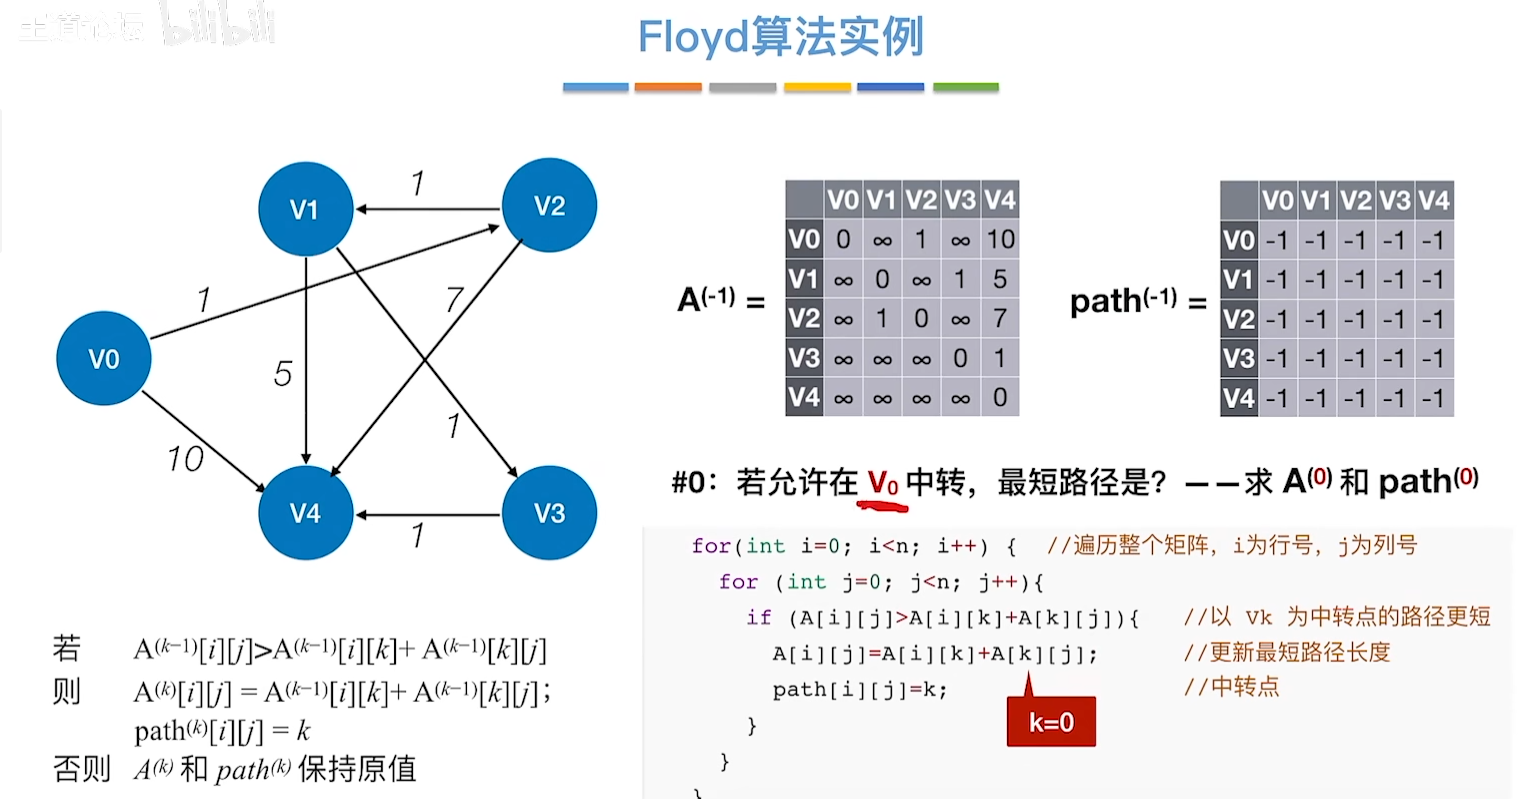 王道论坛 bilibili
Floyd算法实例
V1
V2
V0
V4
V3
1
1
7
5
1
10
1
A(-1) =
V0 V1 V2 V3 V4
V0 0 ∞ 1 ∞ 10
V1 ∞ 0 ∞ 1 5
V2 ∞ 1 0 ∞ 7
V3 ∞ ∞ ∞ 0 1
V4 ∞ ∞ ∞ ∞ 0
path(-1) =
V0 V1 V2 V3 V4
V0 -1 -1 -1 -1 -1
V1 -1 -1 -1 -1 -1
V2 -1 -1 -1 -1 -1
V3 -1 -1 -1 -1 -1
V4 -1 -1 -1 -1 -1
#0：若允许在 V0 中转，最短路径是？——求 A(0) 和 path(0)
for(int i=0; i<n; i++) { //遍历整个矩阵，i为行号，j为列号
for (int j=0; j<n; j++){
if (A[i][j]>A[i][k]+A[k][j]){ //以 Vk 为中转点的路径更短
A[i][j]=A[i][k]+A[k][j]; //更新最短路径长度
path[i][j]=k; //中转点
k=0
}
}
}
若 A(k−1)[i][j]>A(k−1)[i][k]+ A(k−1)[k][j]
则 A(k)[i][j] = A(k−1)[i][k]+ A(k−1)[k][j]；
path(k)[i][j] = k
否则 A(k) 和 path(k) 保持原值